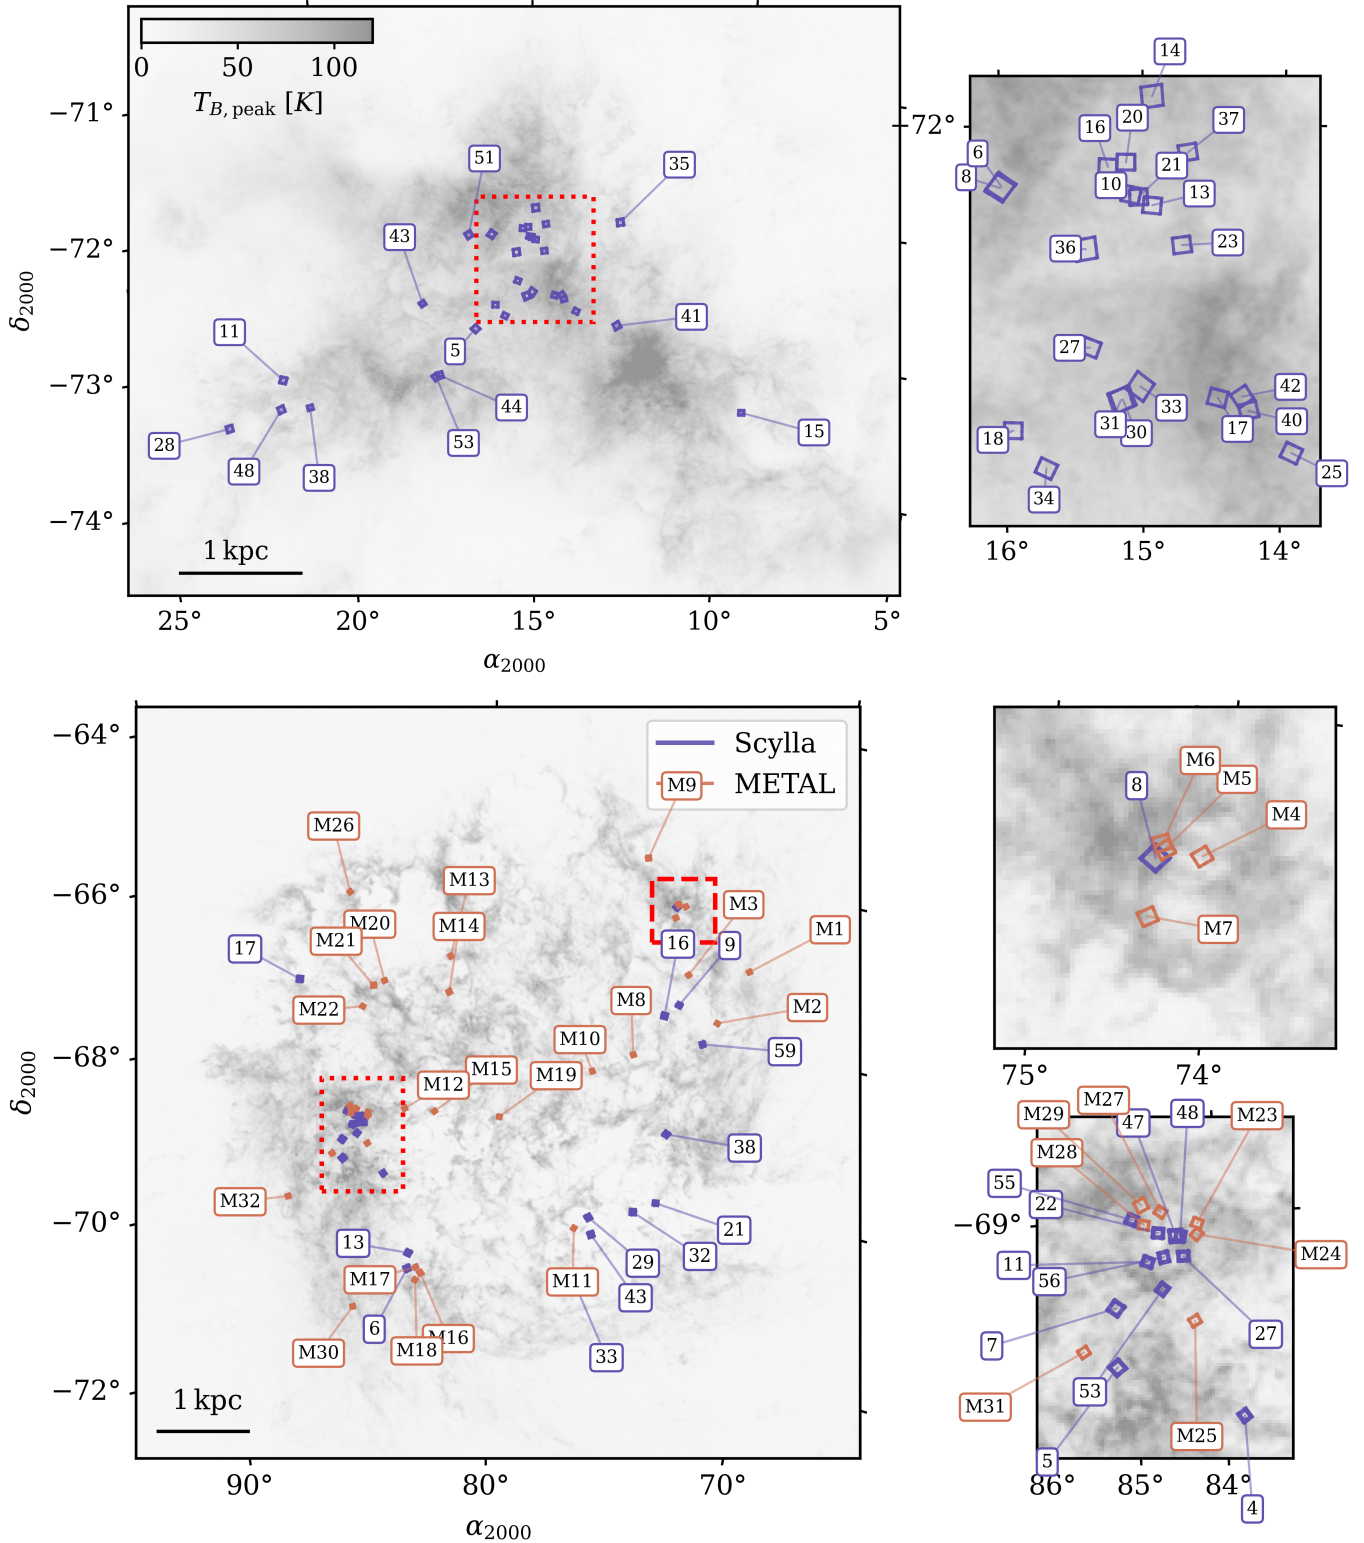 0 50 100
T_B, peak [K]
−71°
−72°
−73°
−74°
δ2000
51
35
43
11
5
41
44
53
28
48
38
15
1 kpc
25° 20° 15° 10° 5°
α2000
14
−72°
20
16
37
6
8
21
10
13
36
23
27
42
33
40
31
30
17
18
25
34
16° 15° 14°
−64°
−66°
−68°
−70°
−72°
δ2000
Scylla
METAL
M9
M26
M13
M3
M20
M14
M1
M21
16
9
17
M8
M22
M2
M10
59
M15
M19
M12
38
M32
21
13
32
29
M17
M11
43
6
M16
M18
M30
33
1 kpc
90° 80° 70°
α2000
M6
M5
8
M4
M7
75° 74°
M27
M29
47
48
M23
M28
55
22
−69°
M24
11
56
27
7
53
M31
M25
5
86° 85° 84°
4